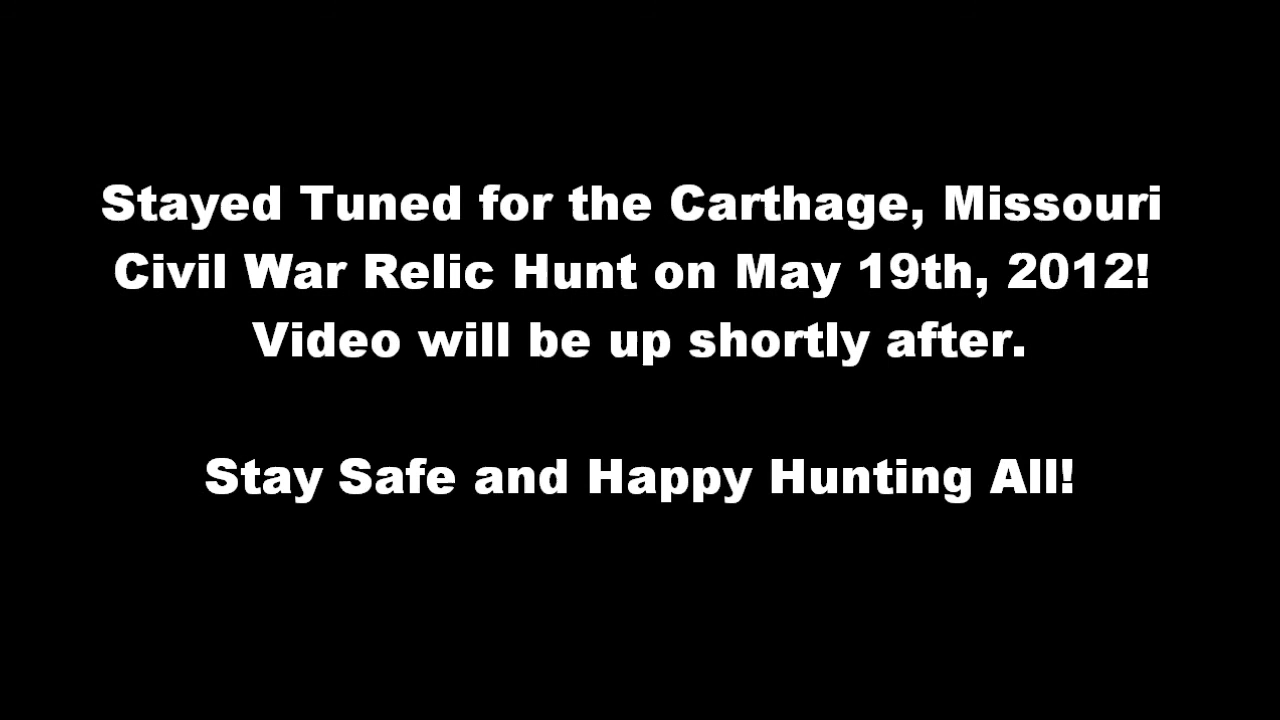 Stayed Tuned for the Carthage, Missouri
Civil War Relic Hunt on May 19th, 2012!
Video will be up shortly after.
Stay Safe and Happy Hunting All!